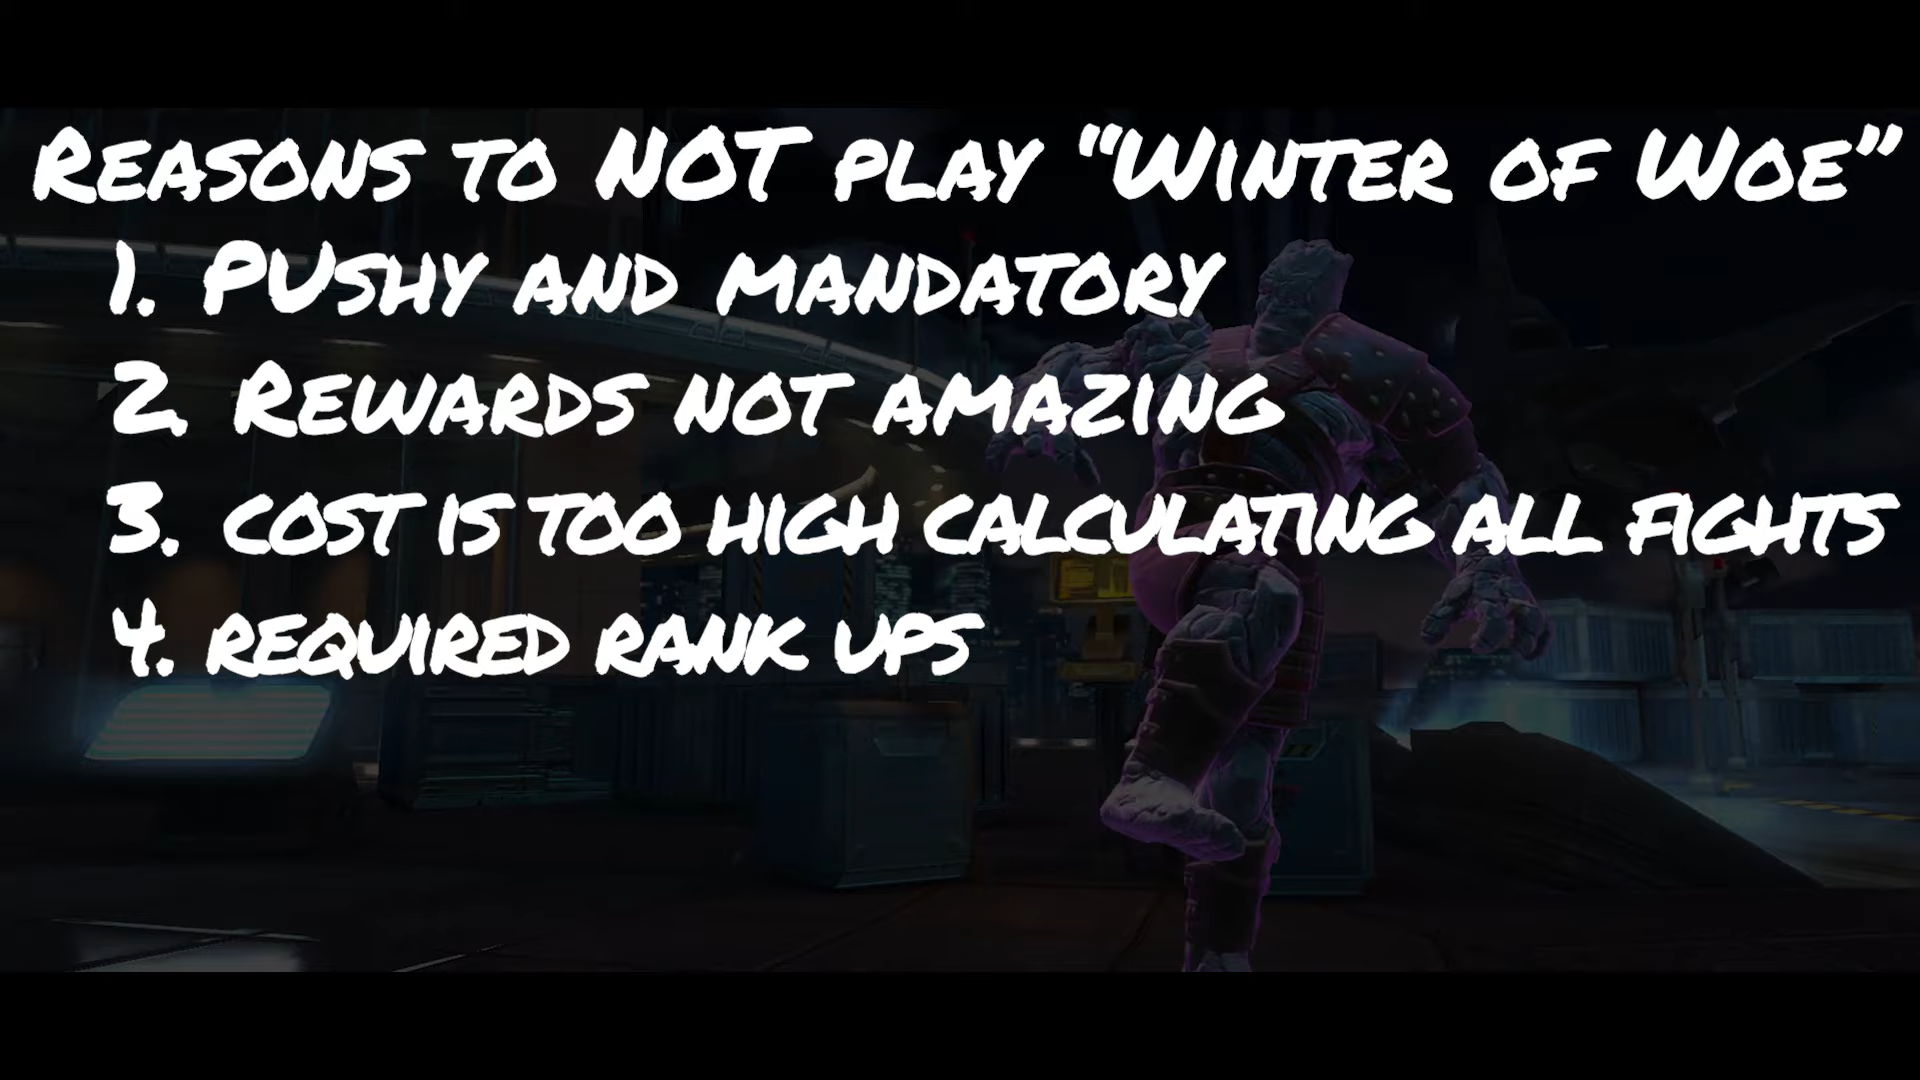 Reasons to NOT play “Winter of Woe”
1. PUshy and mandatory
2. Rewards not amazing
3. cost is too high calculating all fights
4. required rank ups